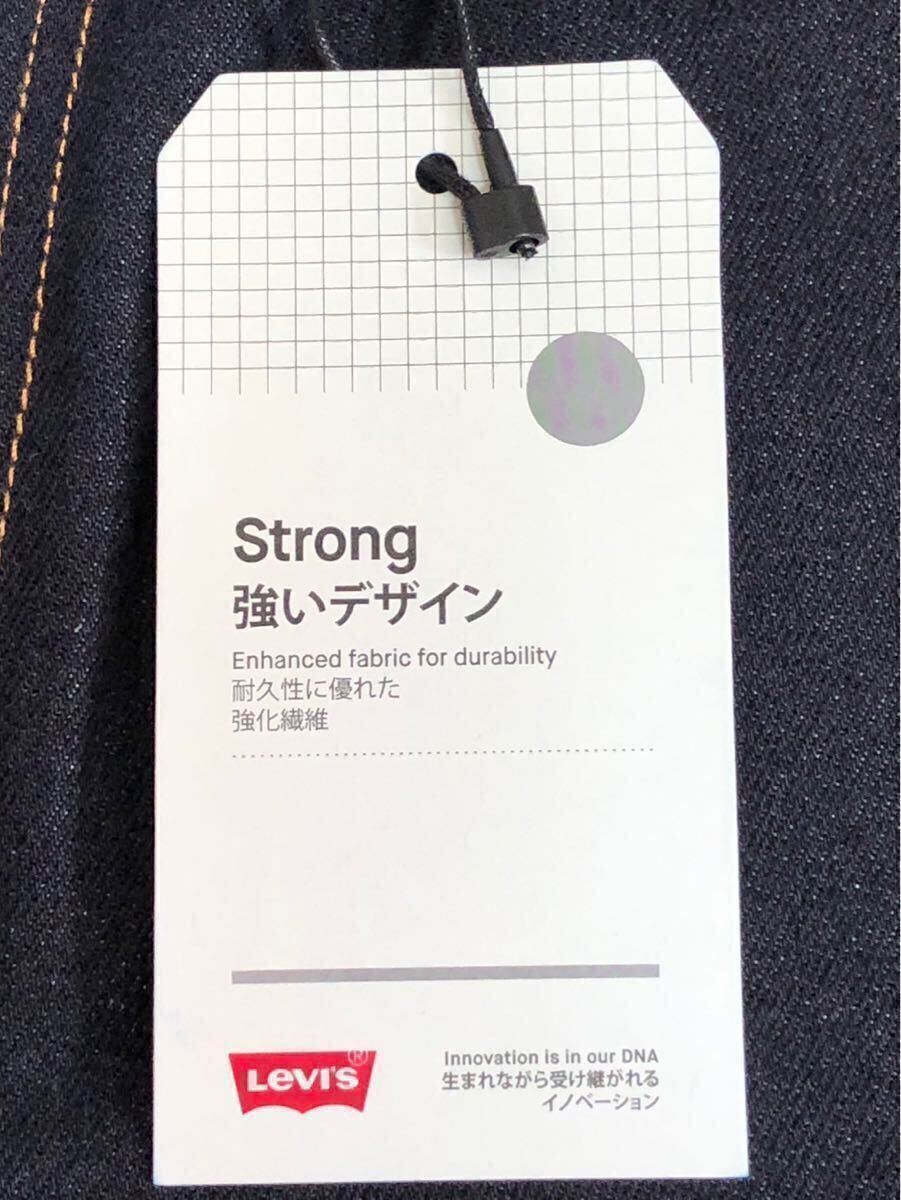 Strong
強いデザイン
Enhanced fabric for durability
耐久性に優れた
強化繊維
LEVI'S®
Innovation is in our DNA
生まれながら受け継がれる
イノベーション